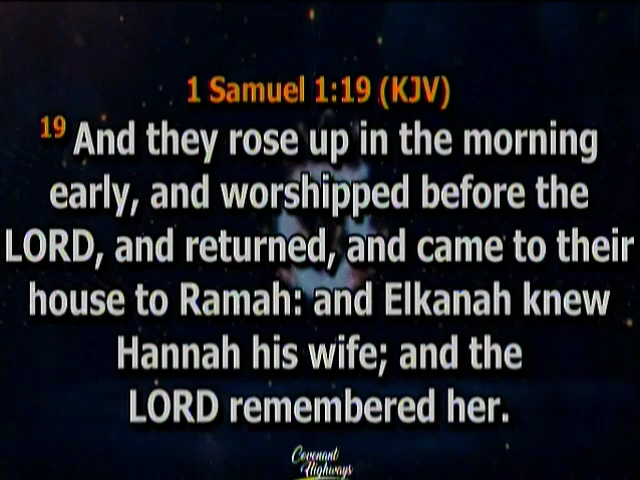 1 Samuel 1:19 (KJV)
19 And they rose up in the morning
early, and worshipped before the
LORD, and returned, and came to their
house to Ramah: and Elkanah knew
Hannah his wife; and the
LORD remembered her.
Covenant
Highways